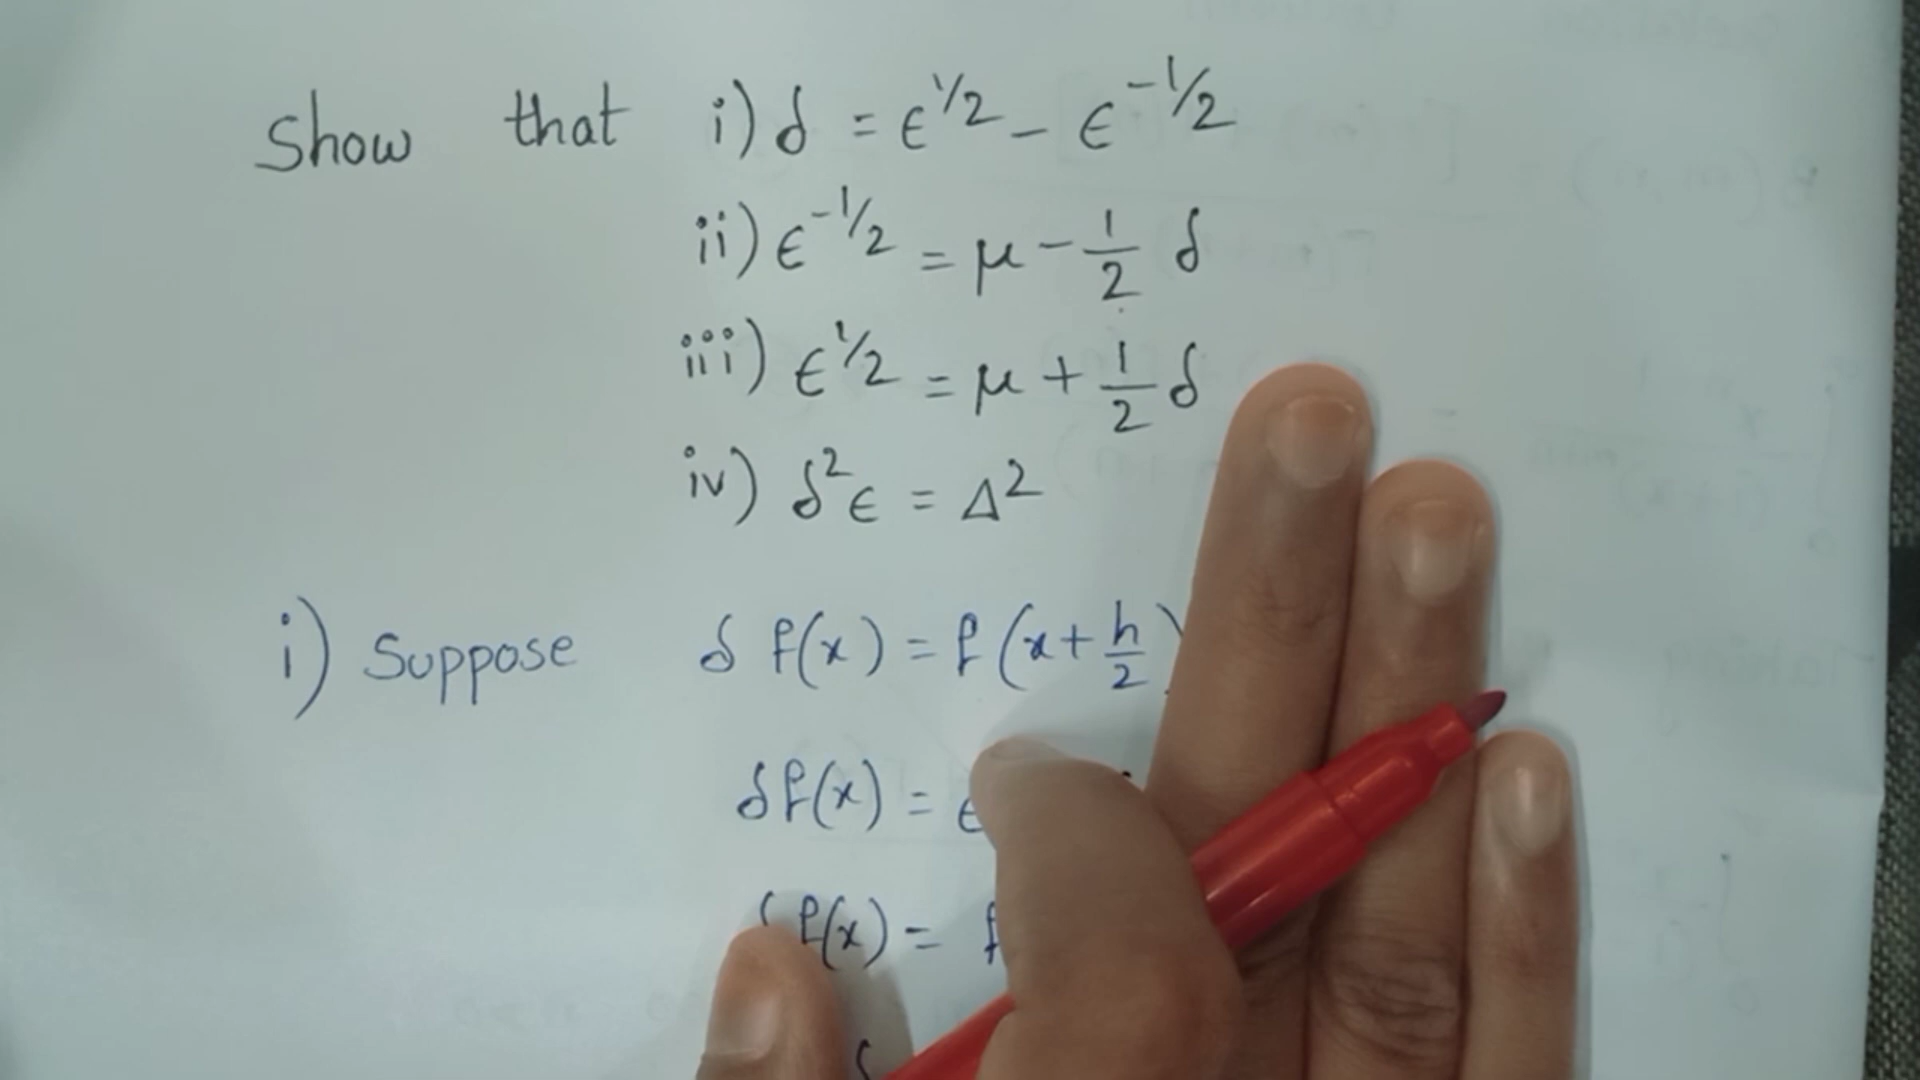 Show that i) δ = ϵ^1/2 - ϵ^-1/2
ii) ϵ^-1/2 = μ - 1/2 δ
iii) ϵ^1/2 = μ + 1/2 δ
iv) δ²ϵ = Δ²
i) Suppose δ f(x) = f(x + h/2)
δf(x) = ϵ
f(x) = f